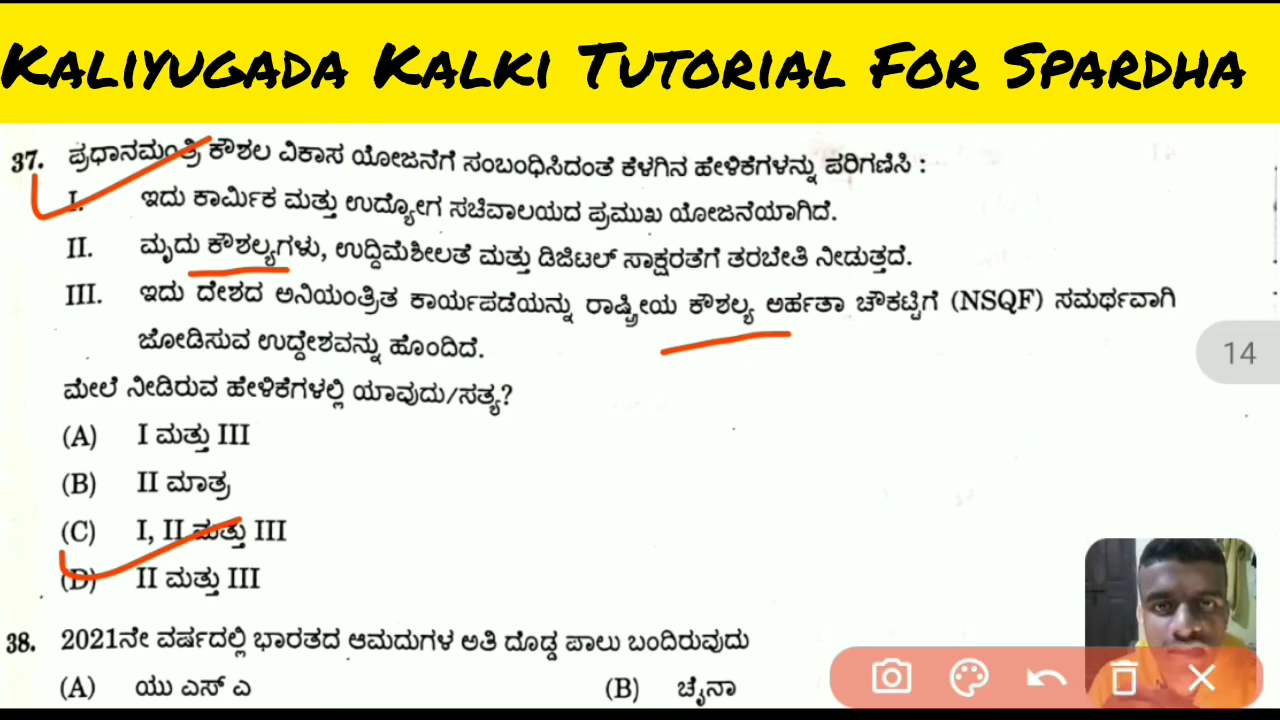 KALIYUGADA KALKI TUTORIAL FOR SPARDHA
37. ಪ್ರಧಾನಮಂತ್ರಿ ಕೌಶಲ ವಿಕಾಸ ಯೋಜನೆಗೆ ಸಂಬಂಧಿಸಿದಂತೆ ಕೆಳಗಿನ ಹೇಳಿಕೆಗಳನ್ನು ಪರಿಗಣಿಸಿ :
I. ಇದು ಕಾರ್ಮಿಕ ಮತ್ತು ಉದ್ಯೋಗ ಸಚಿವಾಲಯದ ಪ್ರಮುಖ ಯೋಜನೆಯಾಗಿದೆ.
II. ಮೃದು ಕೌಶಲ್ಯಗಳು, ಉದ್ದಿಮೆಶೀಲತೆ ಮತ್ತು ಡಿಜಿಟಲ್ ಸಾಕ್ಷರತೆಗೆ ತರಬೇತಿ ನೀಡುತ್ತದೆ.
III. ಇದು ದೇಶದ ಅನಿಯಂತ್ರಿತ ಕಾರ್ಯಪಡೆಯನ್ನು ರಾಷ್ಟ್ರೀಯ ಕೌಶಲ್ಯ ಅರ್ಹತಾ ಚೌಕಟ್ಟಿಗೆ (NSQF) ಸಮರ್ಥವಾಗಿ
ಜೋಡಿಸುವ ಉದ್ದೇಶವನ್ನು ಹೊಂದಿದೆ.
14
ಮೇಲೆ ನೀಡಿರುವ ಹೇಳಿಕೆಗಳಲ್ಲಿ ಯಾವುದು/ಸತ್ಯ?
(A) I ಮತ್ತು III
(B) II ಮಾತ್ರ
(C) I, II ಮತ್ತು III
(D) II ಮತ್ತು III
38. 2021ನೇ ವರ್ಷದಲ್ಲಿ ಭಾರತದ ಆಮದುಗಳ ಅತಿ ದೊಡ್ಡ ಪಾಲು ಬಂದಿರುವುದು
(A) ಯು ಎಸ್ ಎ (B) ಚೈನಾ